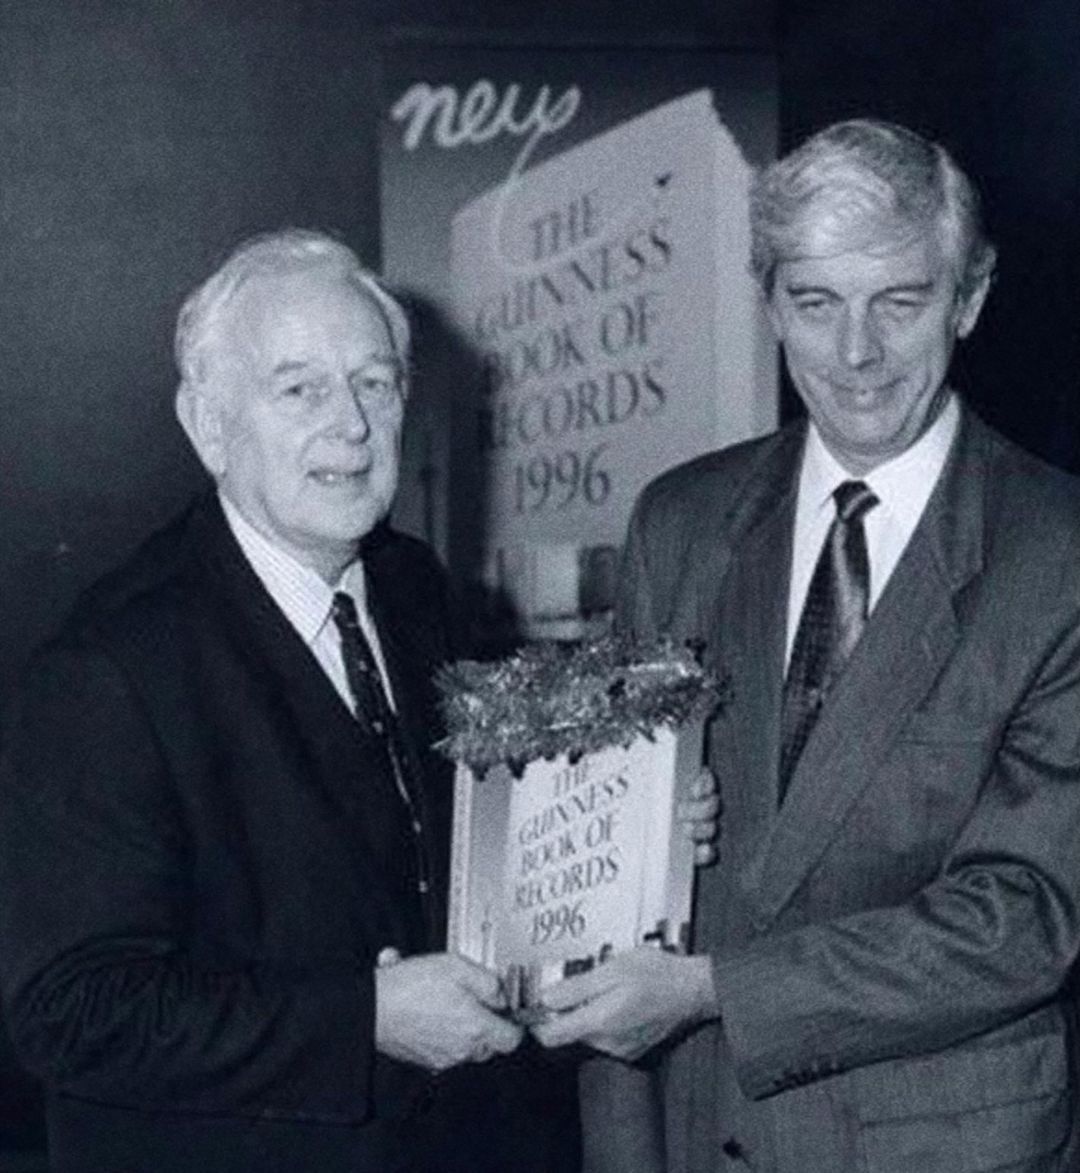 new
THE
GUINNESS
BOOK OF
RECORDS
1996
THE
GUINNESS
BOOK OF
RECORDS
1996